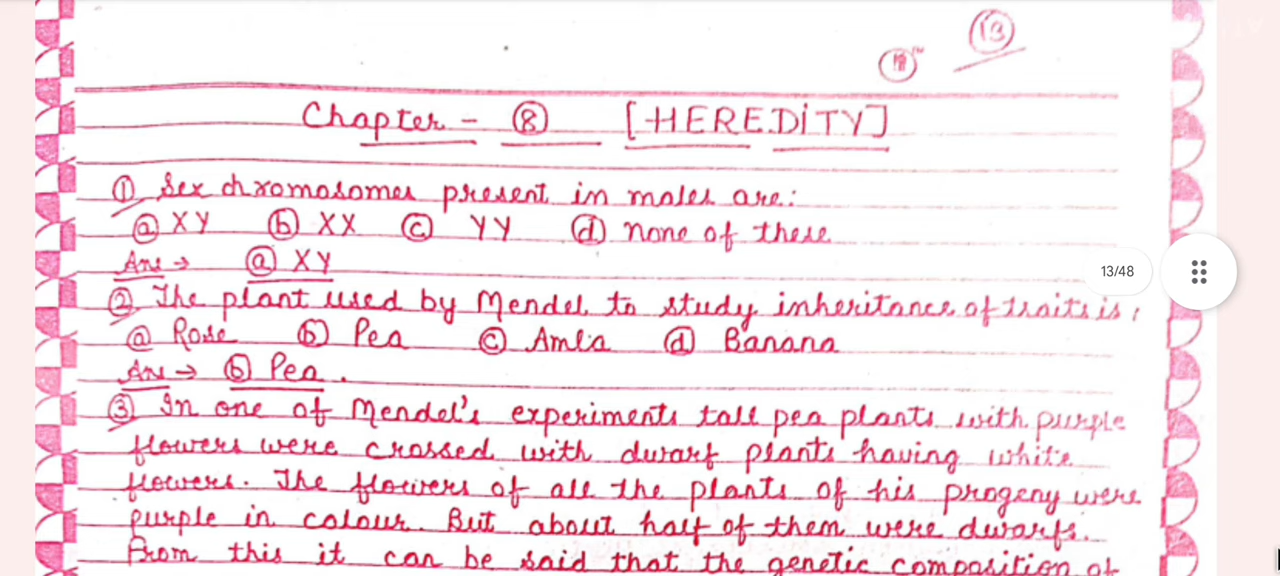 13
Chapter - 8 [HEREDITY]
① Sex chromosomes present in males are:
ⓐ XY ⓑ XX ⓒ YY ⓓ none of these
Ans → ⓐ XY
13/48
② The plant used by Mendel to study inheritance of traits is:
ⓐ Rose ⓑ Pea ⓒ Amla ⓓ Banana
Ans → ⓑ Pea.
③ In one of Mendel's experiments tall pea plants with purple
flowers were crossed with dwarf plants having white
flowers. The flowers of all the plants of his progeny were
purple in colour. But about half of them were dwarfs.
From this it can be said that the genetic composition of